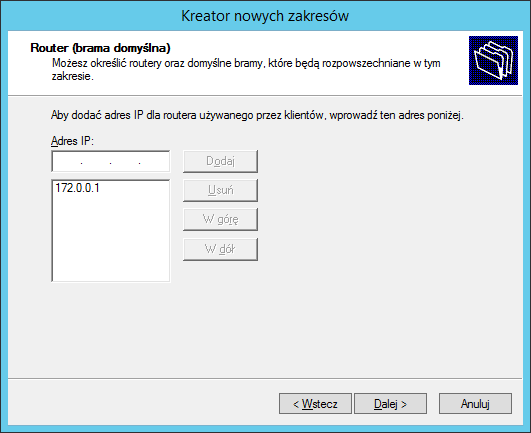 Kreator nowych zakresów
Router (brama domyślna)
Możesz określić routery oraz domyślne bramy, które będą rozpowszechniane w tym
zakresie.
Aby dodać adres IP dla routera używanego przez klientów, wprowadź ten adres poniżej.
Adres IP:
. . .
Dodaj
172.0.0.1
Usuń
W górę
W dół
< Wstecz
Dalej >
Anuluj